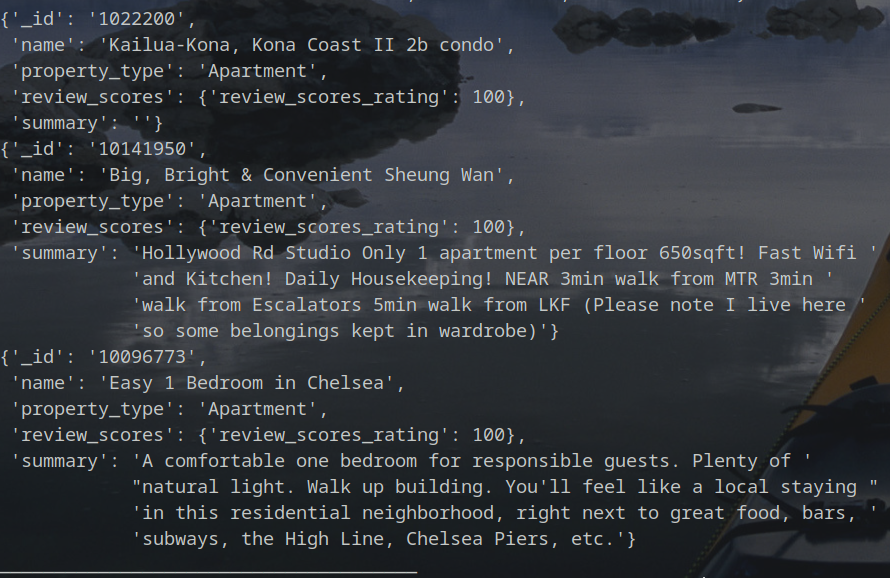 {'_id': '1022200',
 'name': 'Kailua-Kona, Kona Coast II 2b condo',
 'property_type': 'Apartment',
 'review_scores': {'review_scores_rating': 100},
 'summary': ''}
{'_id': '10141950',
 'name': 'Big, Bright & Convenient Sheung Wan',
 'property_type': 'Apartment',
 'review_scores': {'review_scores_rating': 100},
 'summary': 'Hollywood Rd Studio Only 1 apartment per floor 650sqft! Fast Wifi '
            'and Kitchen! Daily Housekeeping! NEAR 3min walk from MTR 3min '
            'walk from Escalators 5min walk from LKF (Please note I live here '
            'so some belongings kept in wardrobe)'}
{'_id': '10096773',
 'name': 'Easy 1 Bedroom in Chelsea',
 'property_type': 'Apartment',
 'review_scores': {'review_scores_rating': 100},
 'summary': 'A comfortable one bedroom for responsible guests. Plenty of '
            "natural light. Walk up building. You'll feel like a local staying "
            'in this residential neighborhood, right next to great food, bars, '
            'subways, the High Line, Chelsea Piers, etc.'}